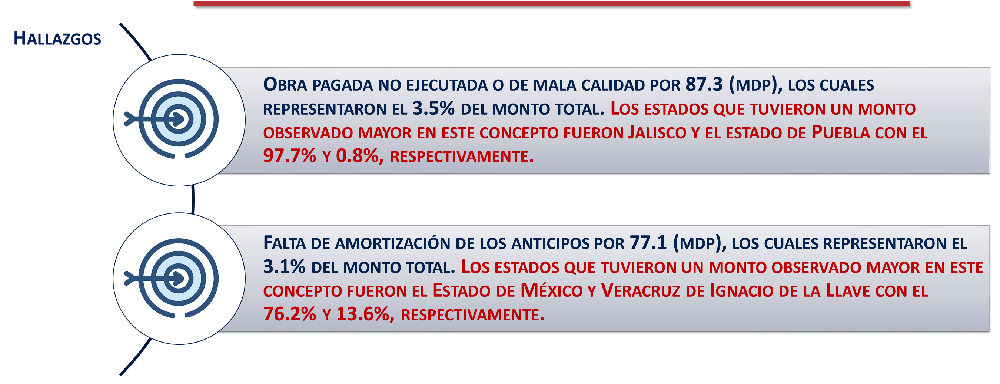 Hallazgos
Obra pagada no ejecutada o de mala calidad por 87.3 (mdp), los cuales
representaron el 3.5% del monto total. Los estados que tuvieron un monto
observado mayor en este concepto fueron Jalisco y el estado de Puebla con el
97.7% y 0.8%, respectivamente.
Falta de amortización de los anticipos por 77.1 (mdp), los cuales representaron el
3.1% del monto total. Los estados que tuvieron un monto observado mayor en este
concepto fueron el Estado de México y Veracruz de Ignacio de la Llave con el
76.2% y 13.6%, respectivamente.